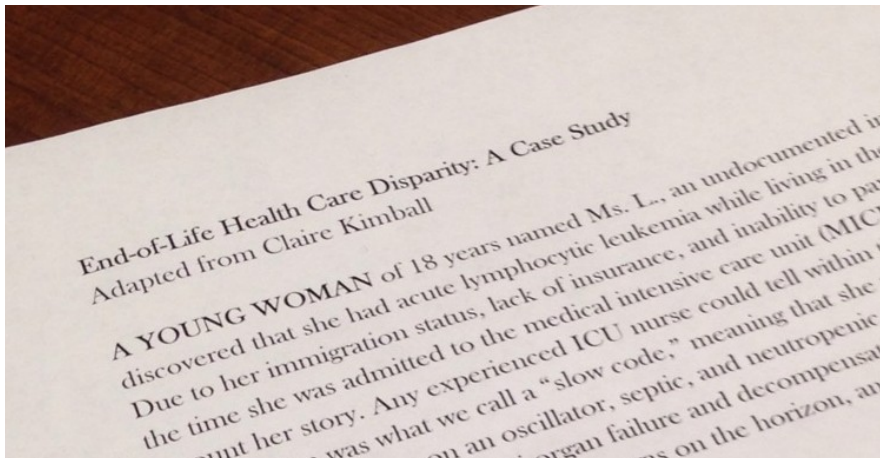 End-of-Life Health Care Disparity: A Case Study
Adapted from Claire Kimball
A YOUNG WOMAN of 18 years named Ms. L., an undocumented
discovered that she had acute lymphocytic leukemia while living in the
Due to her immigration status, lack of insurance, and inability to
the time she was admitted to the medical intensive care unit
her story. Any experienced ICU nurse could tell within
was what we call a “slow code,” meaning that she
on an oscillator, septic, and neutropenic
organ failure and
on the horizon,